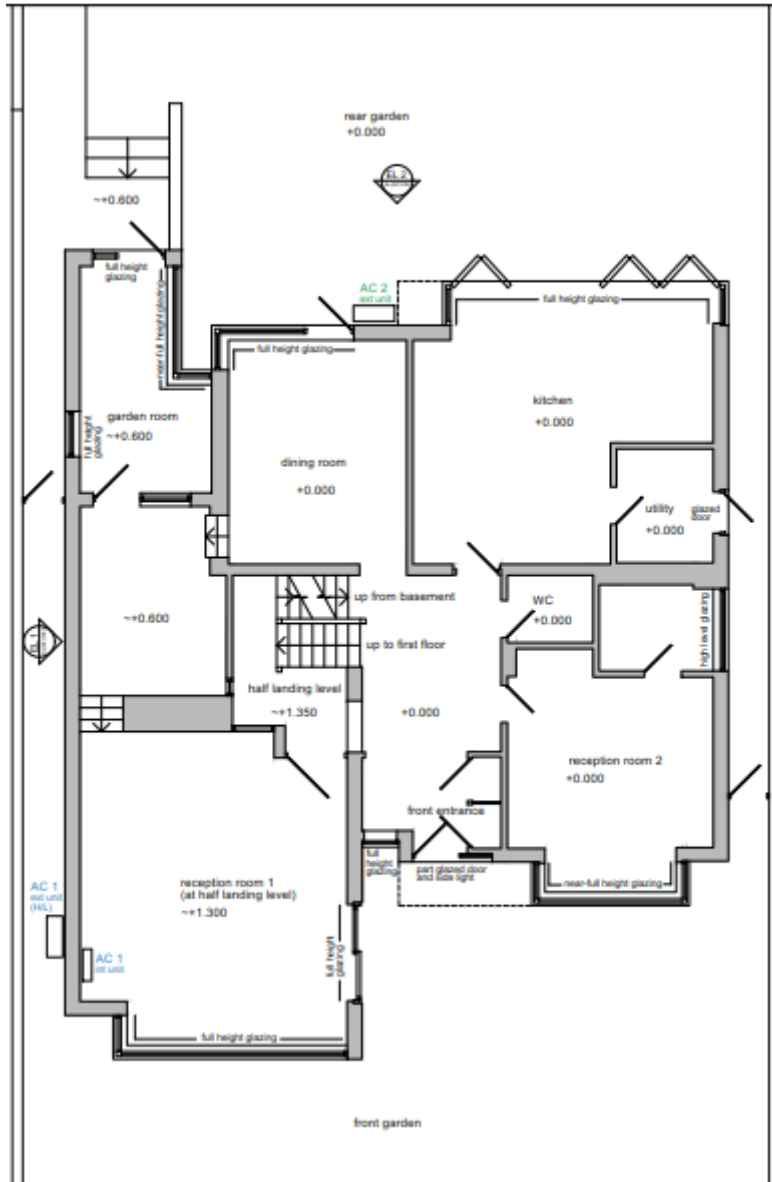 rear garden
+0.000
EL 2
~+0.600
full height
glazing
near-full height glazing
AC 2
ext unit
full height glazing
full height glazing
garden room
~+0.600
full height
glazing
kitchen
+0.000
dining room
+0.000
utility
+0.000
glazed
door
up from basement
WC
+0.000
~+0.600
EL 1
up to first floor
high level glazing
half landing level
~+1.350
+0.000
reception room 2
+0.000
front entrance
full
height
glazing
part glazed door
and side light
near-full height glazing
reception room 1
(at half landing level)
~+1.300
AC 1
ext unit
(H/L)
AC 1
int unit
full height
glazing
full height glazing
front garden